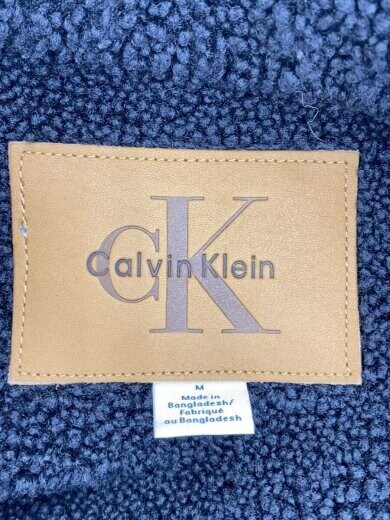 CK
Calvin Klein
M
Made in
Bangladesh/
Fabriqué
au Bangladesh